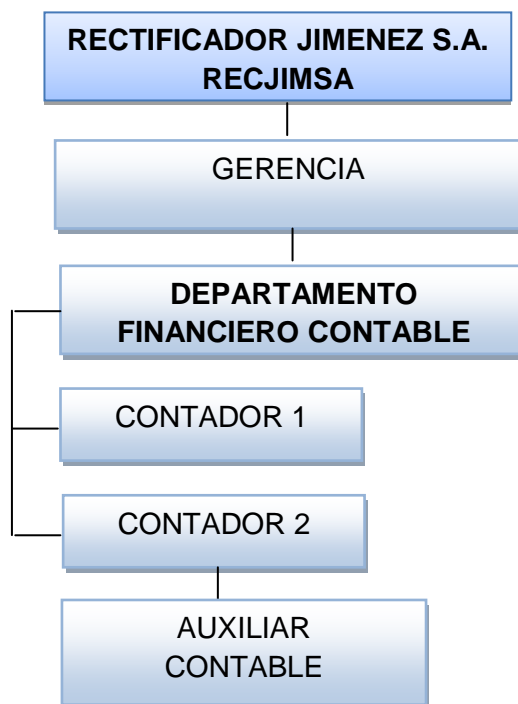 RECTIFICADOR JIMENEZ S.A.
RECJIMSA
GERENCIA
DEPARTAMENTO
FINANCIERO CONTABLE
CONTADOR 1
CONTADOR 2
AUXILIAR
CONTABLE